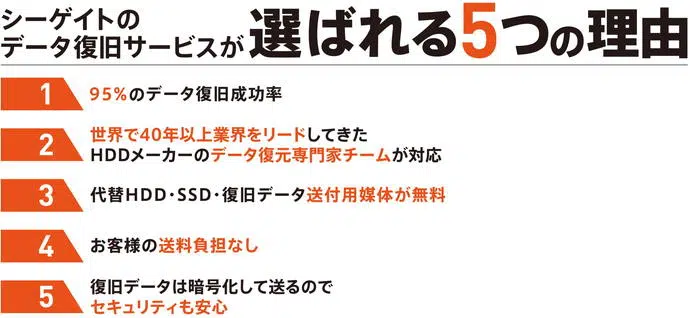 シーゲイトの
データ復旧サービスが 選ばれる5つの理由
1 95%のデータ復旧成功率
2 世界で40年以上業界をリードしてきた
HDDメーカーのデータ復元専門家チームが対応
3 代替HDD・SSD・復旧データ送付用媒体が無料
4 お客様の送料負担なし
5 復旧データは暗号化して送るので
セキュリティも安心